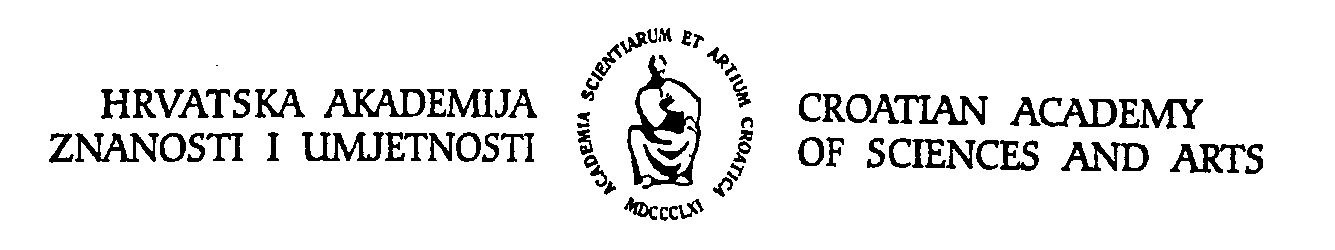 HRVATSKA AKADEMIJA
ZNANOSTI I UMJETNOSTI
ACADEMIA SCIENTIARUM ET ARTIUM CROATICA
MDCCCLXI
CROATIAN ACADEMY
OF SCIENCES AND ARTS